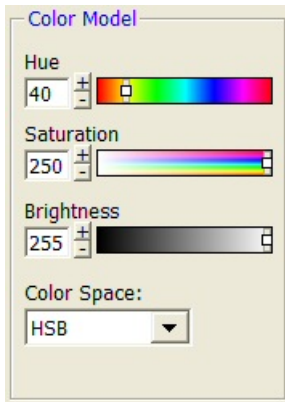 Color Model
Hue
40 + -
Saturation
250 + -
Brightness
255 + -
Color Space:
HSB